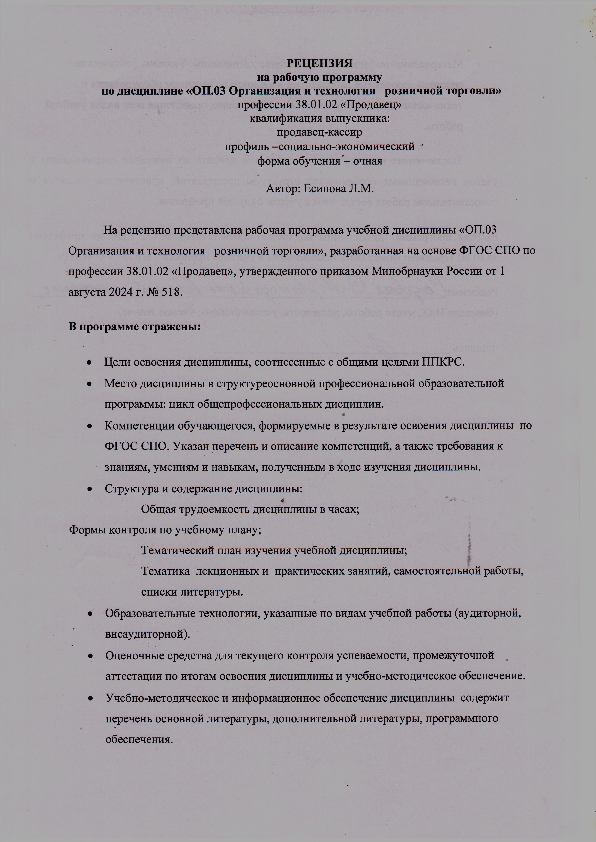 РЕЦЕНЗИЯ
на рабочую программу
по дисциплине «ОП.03 Организация и технология розничной торговли»
профессии 38.01.02 «Продавец»
квалификация выпускника:
продавец-кассир
профиль –социально-экономический
форма обучения – очная
Автор: Есипова Л.М.
На рецензию представлена рабочая программа учебной дисциплины «ОП.03
Организация и технология розничной торговли», разработанная на основе ФГОС СПО по
профессии 38.01.02 «Продавец», утвержденного приказом Минобрнауки России от 1
августа 2024 г. № 518.
В программе отражены:
• Цели освоения дисциплины, соотнесенные с общими целями ППКРС.
• Место дисциплины в структуреосновной профессиональной образовательной
программы: цикл общепрофессиональных дисциплин.
• Компетенции обучающегося, формируемые в результате освоения дисциплины по
ФГОС СПО. Указан перечень и описание компетенций, а также требования к
знаниям, умениям и навыкам, полученным в ходе изучения дисциплины.
• Структура и содержание дисциплины:
Общая трудоемкость дисциплины в часах;
Формы контроля по учебному плану;
Тематический план изучения учебной дисциплины;
Тематика лекционных и практических занятий, самостоятельной работы,
списки литературы.
• Образовательные технологии, указанные по видам учебной работы (аудиторной,
внеаудиторной).
• Оценочные средства для текущего контроля успеваемости, промежуточной
аттестации по итогам освоения дисциплины и учебно-методическое обеспечение.
• Учебно-методическое и информационное обеспечение дисциплины содержит
перечень основной литературы, дополнительной литературы, программного
обеспечения.